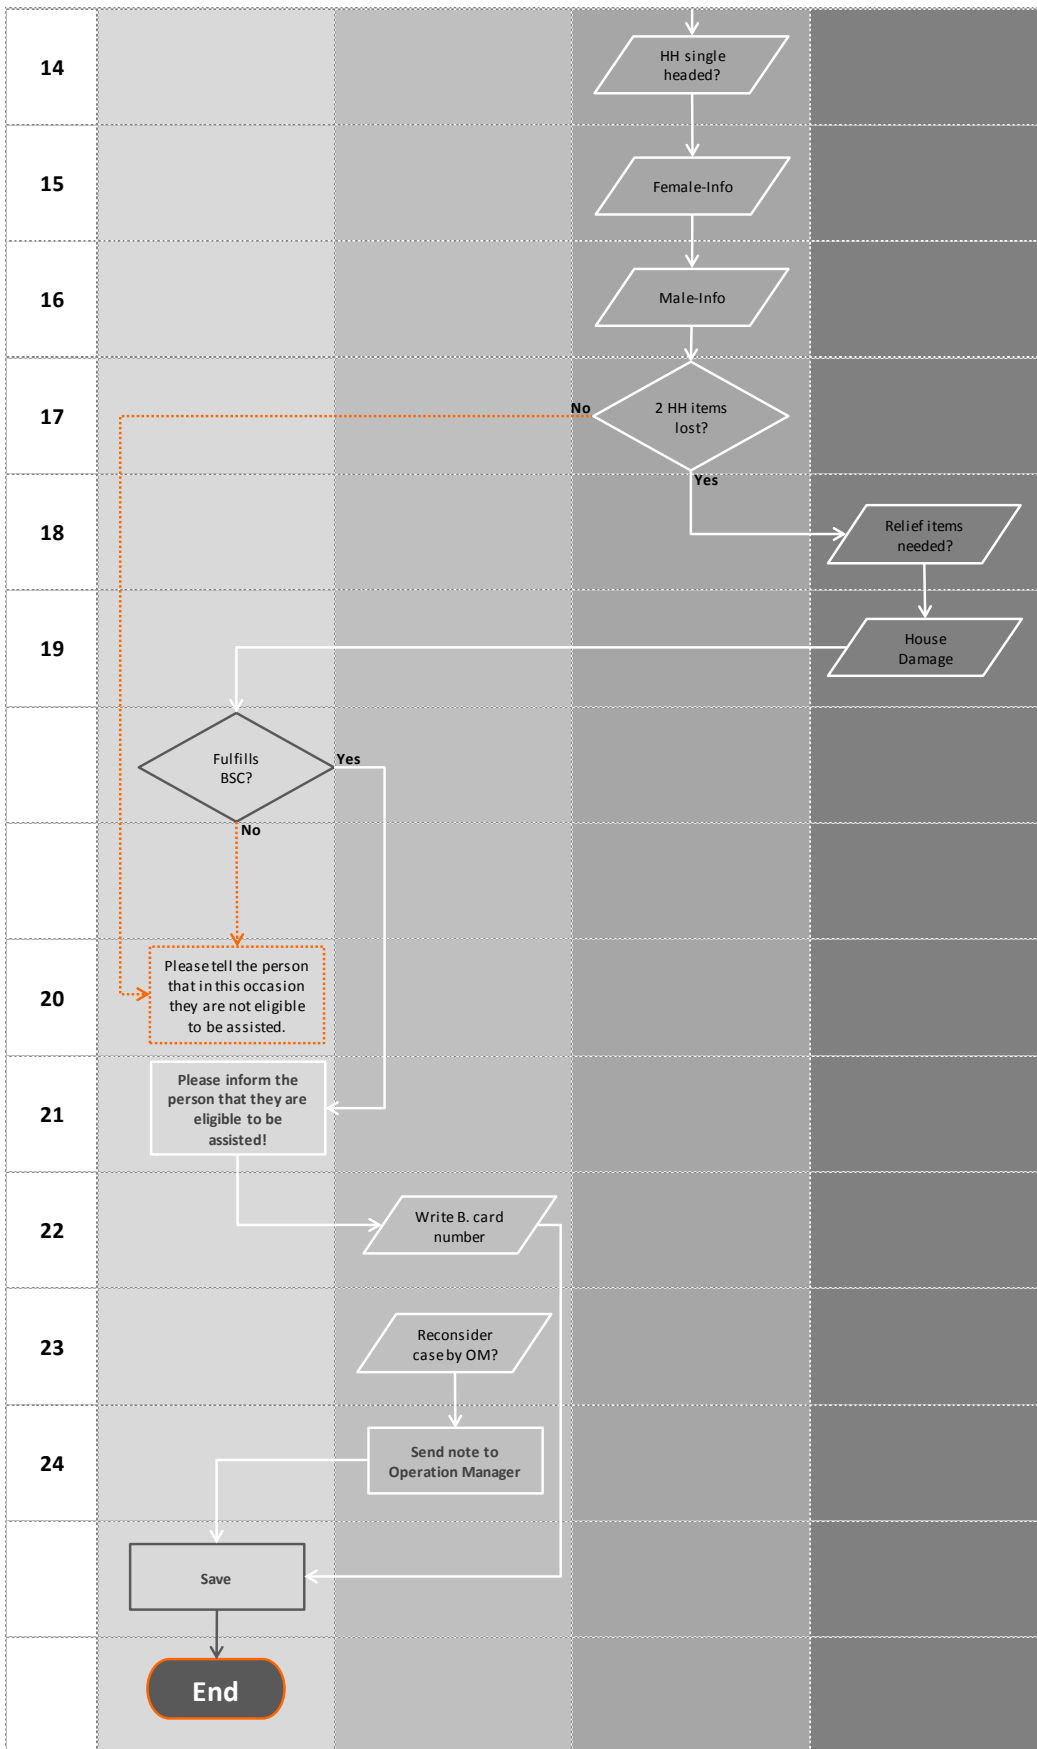 14
HH single
headed?
15
Female-Info
16
Male-Info
17
No
2 HH items
lost?
Yes
18
Relief items
needed?
19
House
Damage
Fulfills
BSC?
Yes
No
20
Please tell the person
that in this occasion
they are not eligible
to be assisted.
21
Please inform the
person that they are
eligible to be
assisted!
22
Write B. card
number
23
Reconsider
case by OM?
24
Send note to
Operation Manager
Save
End